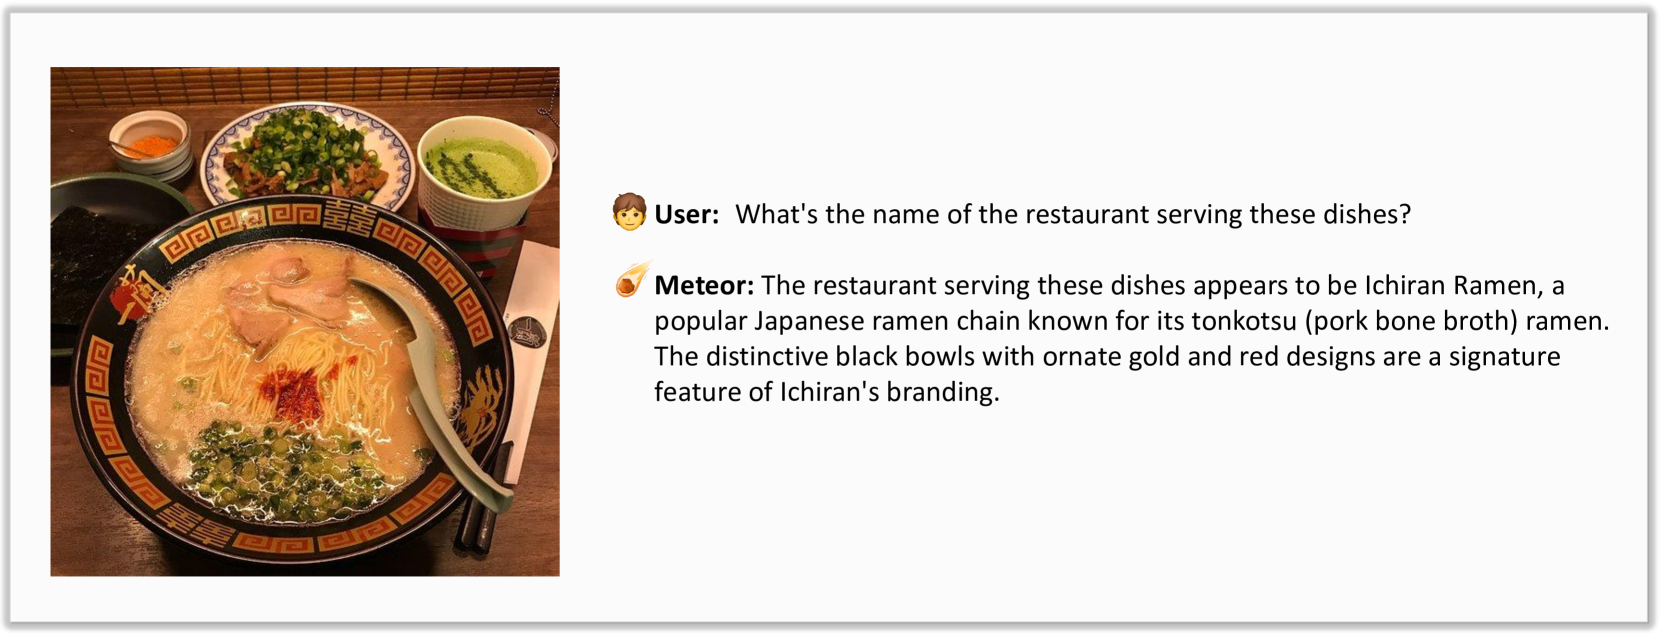 一蘭
User: What's the name of the restaurant serving these dishes?
Meteor: The restaurant serving these dishes appears to be Ichiran Ramen, a
popular Japanese ramen chain known for its tonkotsu (pork bone broth) ramen.
The distinctive black bowls with ornate gold and red designs are a signature
feature of Ichiran's branding.